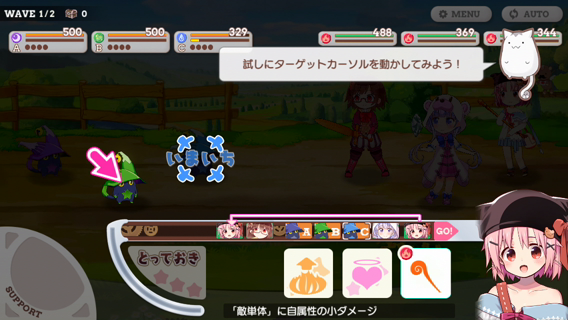 WAVE 1/2 0
MENU
AUTO
500
500
329
488
369
344
A
B
C
試しにターゲットカーソルを動かしてみよう！
いまいち
A
B
C
GO!
とっておき
SUPPORT
「敵単体」に自属性の小ダメージ